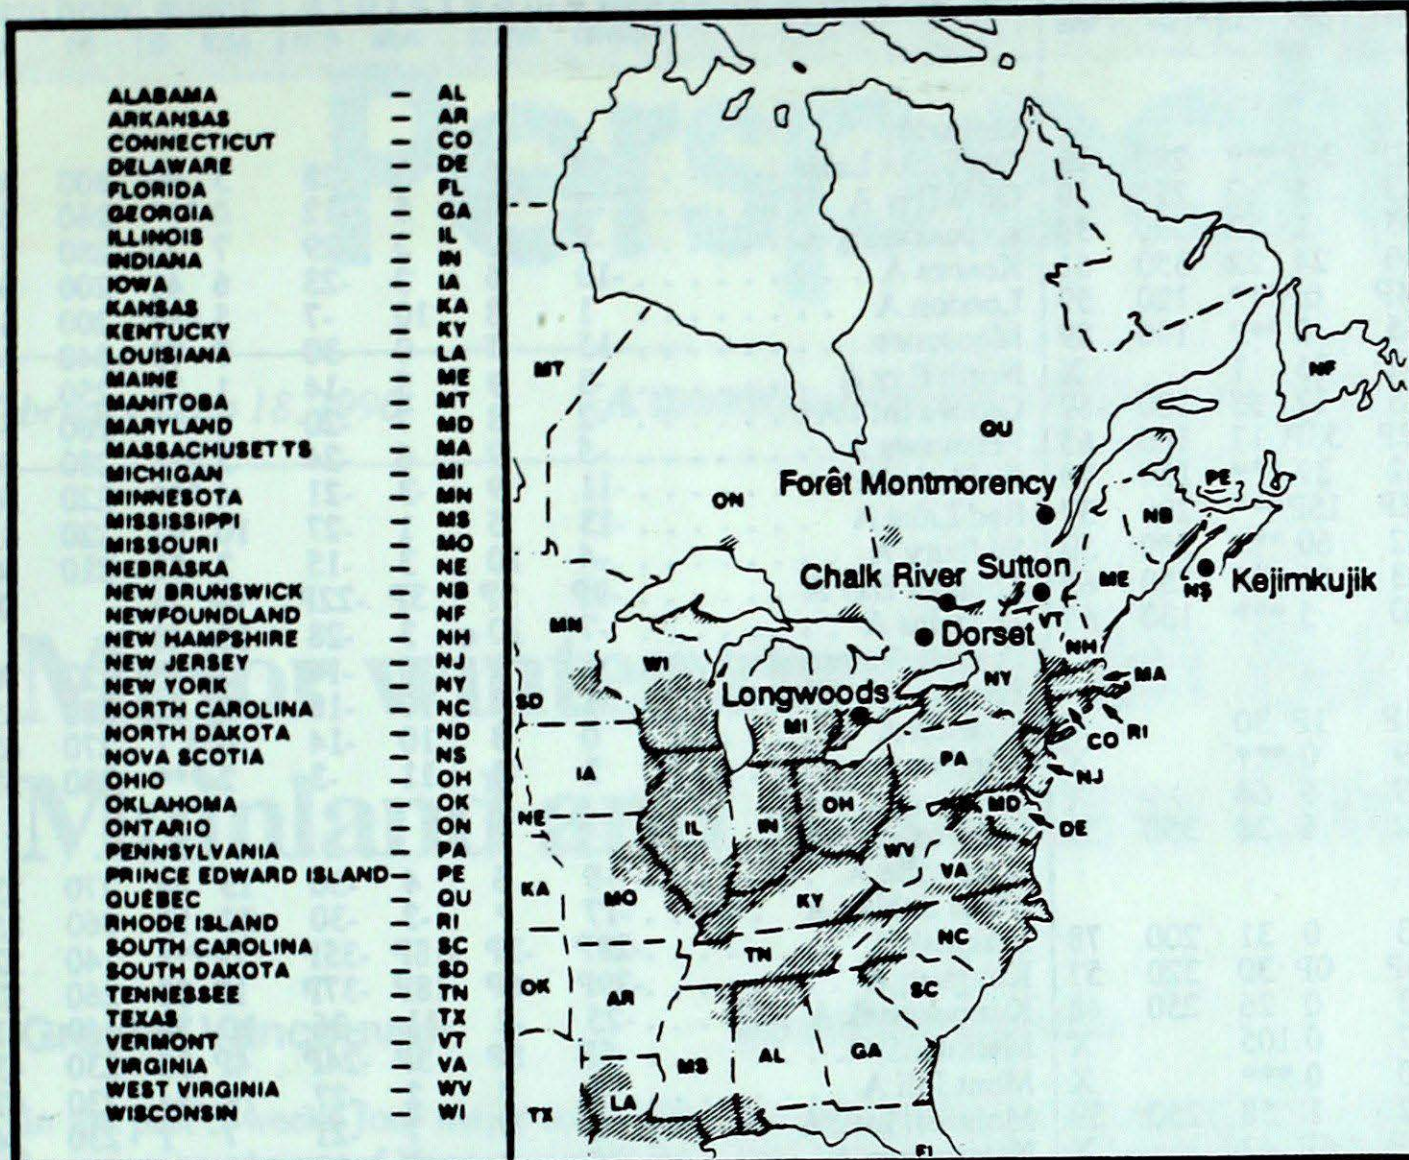 ALABAMA – AL
ARKANSAS – AR
CONNECTICUT – CO
DELAWARE – DE
FLORIDA – FL
GEORGIA – GA
ILLINOIS – IL
INDIANA – IN
IOWA – IA
KANSAS – KA
KENTUCKY – KY
LOUISIANA – LA
MAINE – ME
MANITOBA – MT
MARYLAND – MD
MASSACHUSETTS – MA
MICHIGAN – MI
MINNESOTA – MN
MISSISSIPPI – MS
MISSOURI – MO
NEBRASKA – NE
NEW BRUNSWICK – NB
NEWFOUNDLAND – NF
NEW HAMPSHIRE – NH
NEW JERSEY – NJ
NEW YORK – NY
NORTH CAROLINA – NC
NORTH DAKOTA – ND
NOVA SCOTIA – NS
OHIO – OH
OKLAHOMA – OK
ONTARIO – ON
PENNSYLVANIA – PA
PRINCE EDWARD ISLAND – PE
QUÉBEC – QU
RHODE ISLAND – RI
SOUTH CAROLINA – SC
SOUTH DAKOTA – SD
TENNESSEE – TN
TEXAS – TX
VERMONT – VT
VIRGINIA – VA
WEST VIRGINIA – WV
WISCONSIN – WI
MT
NF
QU
ON
Forêt Montmorency
PE
NB
Chalk River
Sutton
ME
NS
Kejimkujik
MN
Dorset
VT
NH
WI
NY
MA
SD
Longwoods
MI
CO
RI
IA
PA
NJ
NE
IL
IN
OH
MD
DE
WV
VA
KA
MO
KY
NC
TN
OK
AR
SC
MS
AL
GA
TX
LA
Fl